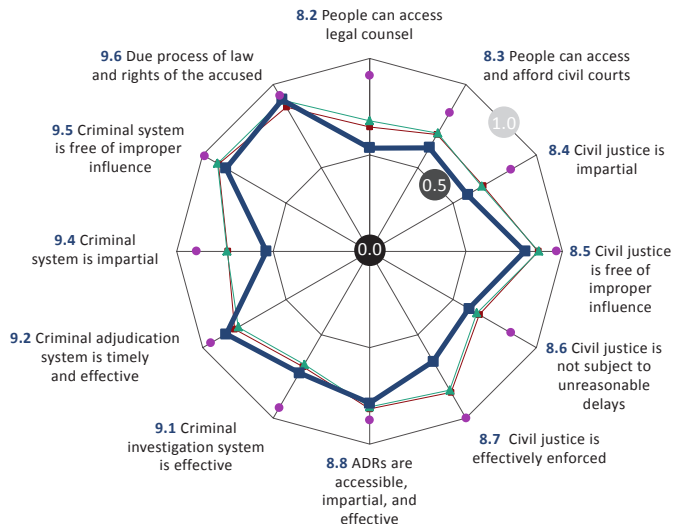 8.2 People can access
legal counsel
8.3 People can access
and afford civil courts
1.0
8.4 Civil justice is
impartial
0.5
8.5 Civil justice
is free of
improper
influence
0.0
8.6 Civil justice is
not subject to
unreasonable
delays
8.7 Civil justice is
effectively enforced
8.8 ADRs are
accessible,
impartial, and
effective
9.1 Criminal
investigation system
is effective
9.2 Criminal adjudication
system is timely
and effective
9.4 Criminal
system is impartial
9.5 Criminal system
is free of improper
influence
9.6 Due process of law
and rights of the accused